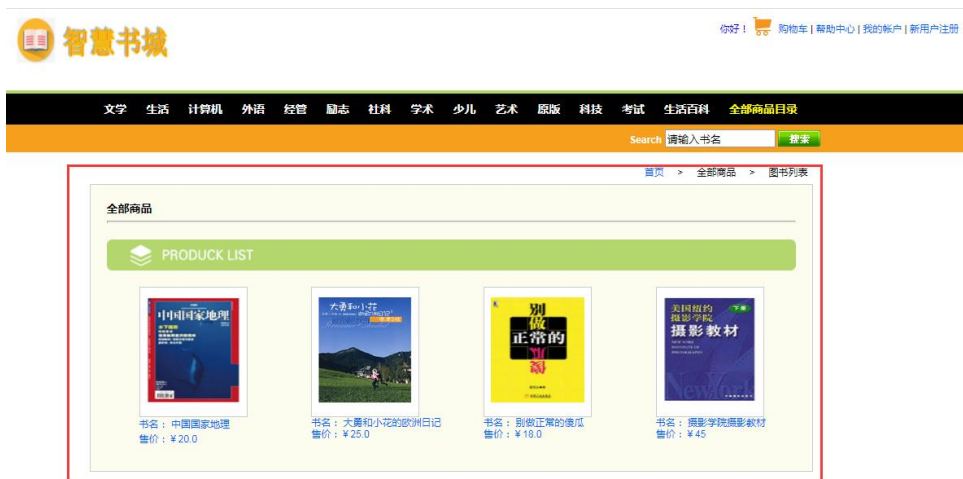 智慧书城
你好！ 购物车 | 帮助中心 | 我的帐户 | 新用户注册
文学 生活 计算机 外语 经管 励志 社科 学术 少儿 艺术 原版 科技 考试 生活百科 全部商品目录
Search 请输入书名 搜索
首页 > 全部商品 > 图书列表
全部商品
PRODUCK LIST
中国国家地理
大勇和小花
别做正常的傻瓜
美国纽约摄影学院 下册
摄影教材
New York
书名： 中国国家地理
售价：￥20.0
书名： 大勇和小花的欧洲日记
售价：￥25.0
书名： 别做正常的傻瓜
售价：￥18.0
书名： 摄影学院摄影教材
售价：￥45